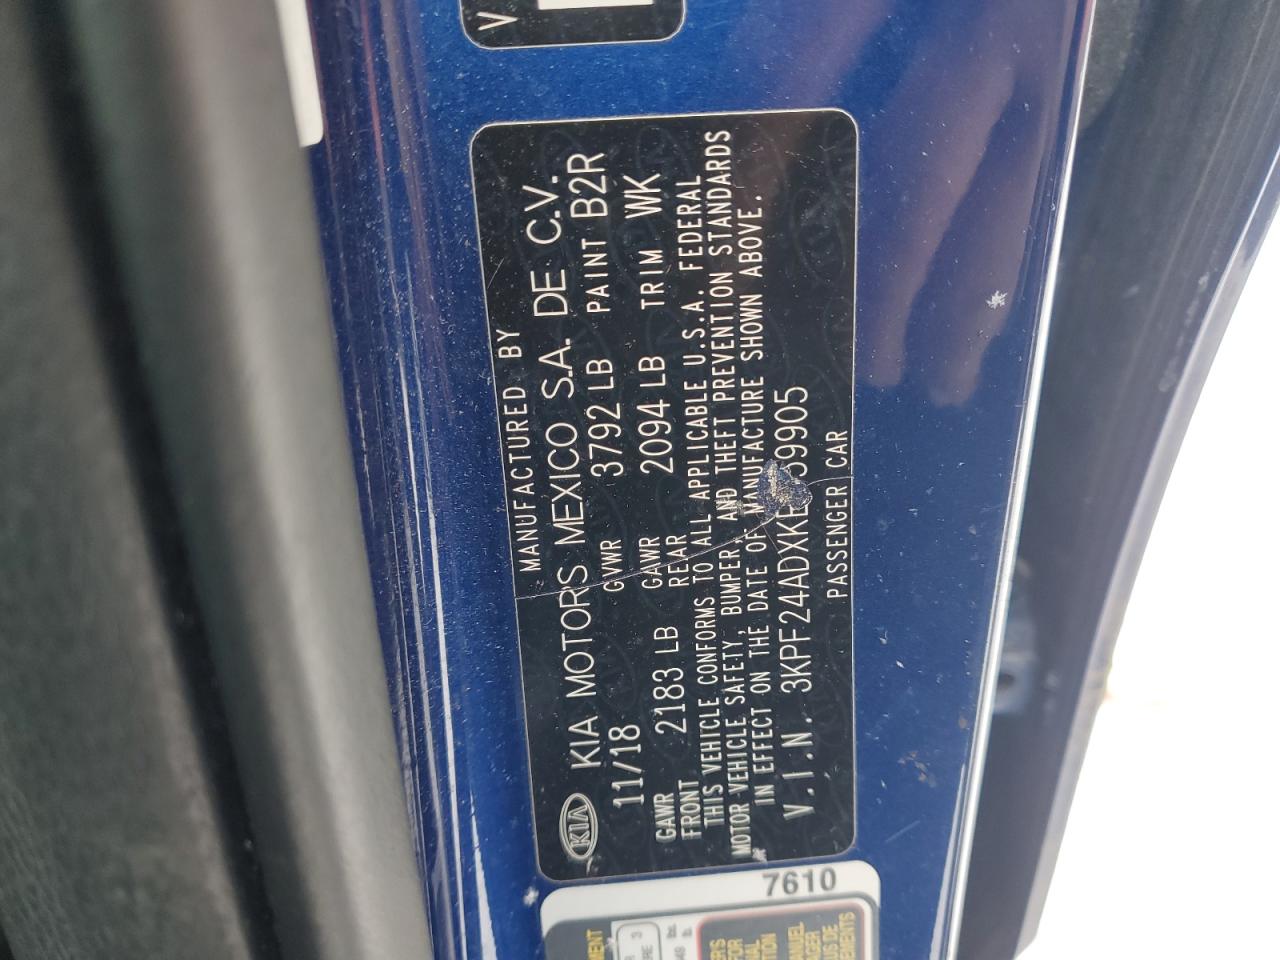 MANUFACTURED BY
KIA KIA MOTORS MEXICO S.A. DE C.V.
11/18 GVWR 3792 LB PAINT B2R
GAWR FRONT 2183 LB GAWR REAR 2094 LB TRIM WK
THIS VEHICLE CONFORMS TO ALL APPLICABLE U.S.A. FEDERAL
MOTOR VEHICLE SAFETY, BUMPER, AND THEFT PREVENTION STANDARDS
IN EFFECT ON THE DATE OF MANUFACTURE SHOWN ABOVE.
V.I.N. 3KPF24ADXK 59905
PASSENGER CAR
7610